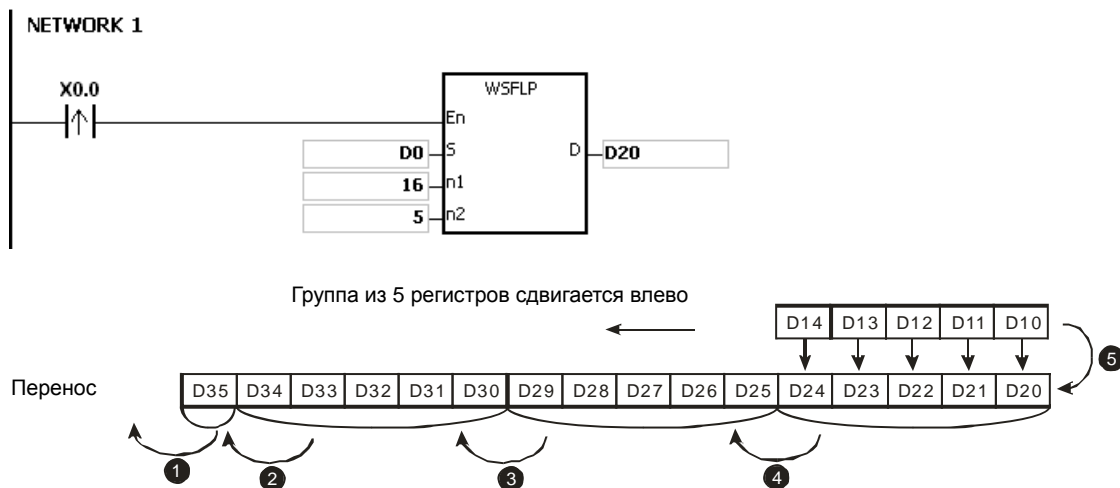 NETWORK 1
X0.0
WSFLP
En
D0 S D D20
16 n1
5 n2
Группа из 5 регистров сдвигается влево
D14 D13 D12 D11 D10
5
Перенос
D35 D34 D33 D32 D31 D30 D29 D28 D27 D26 D25 D24 D23 D22 D21 D20
1 2 3 4